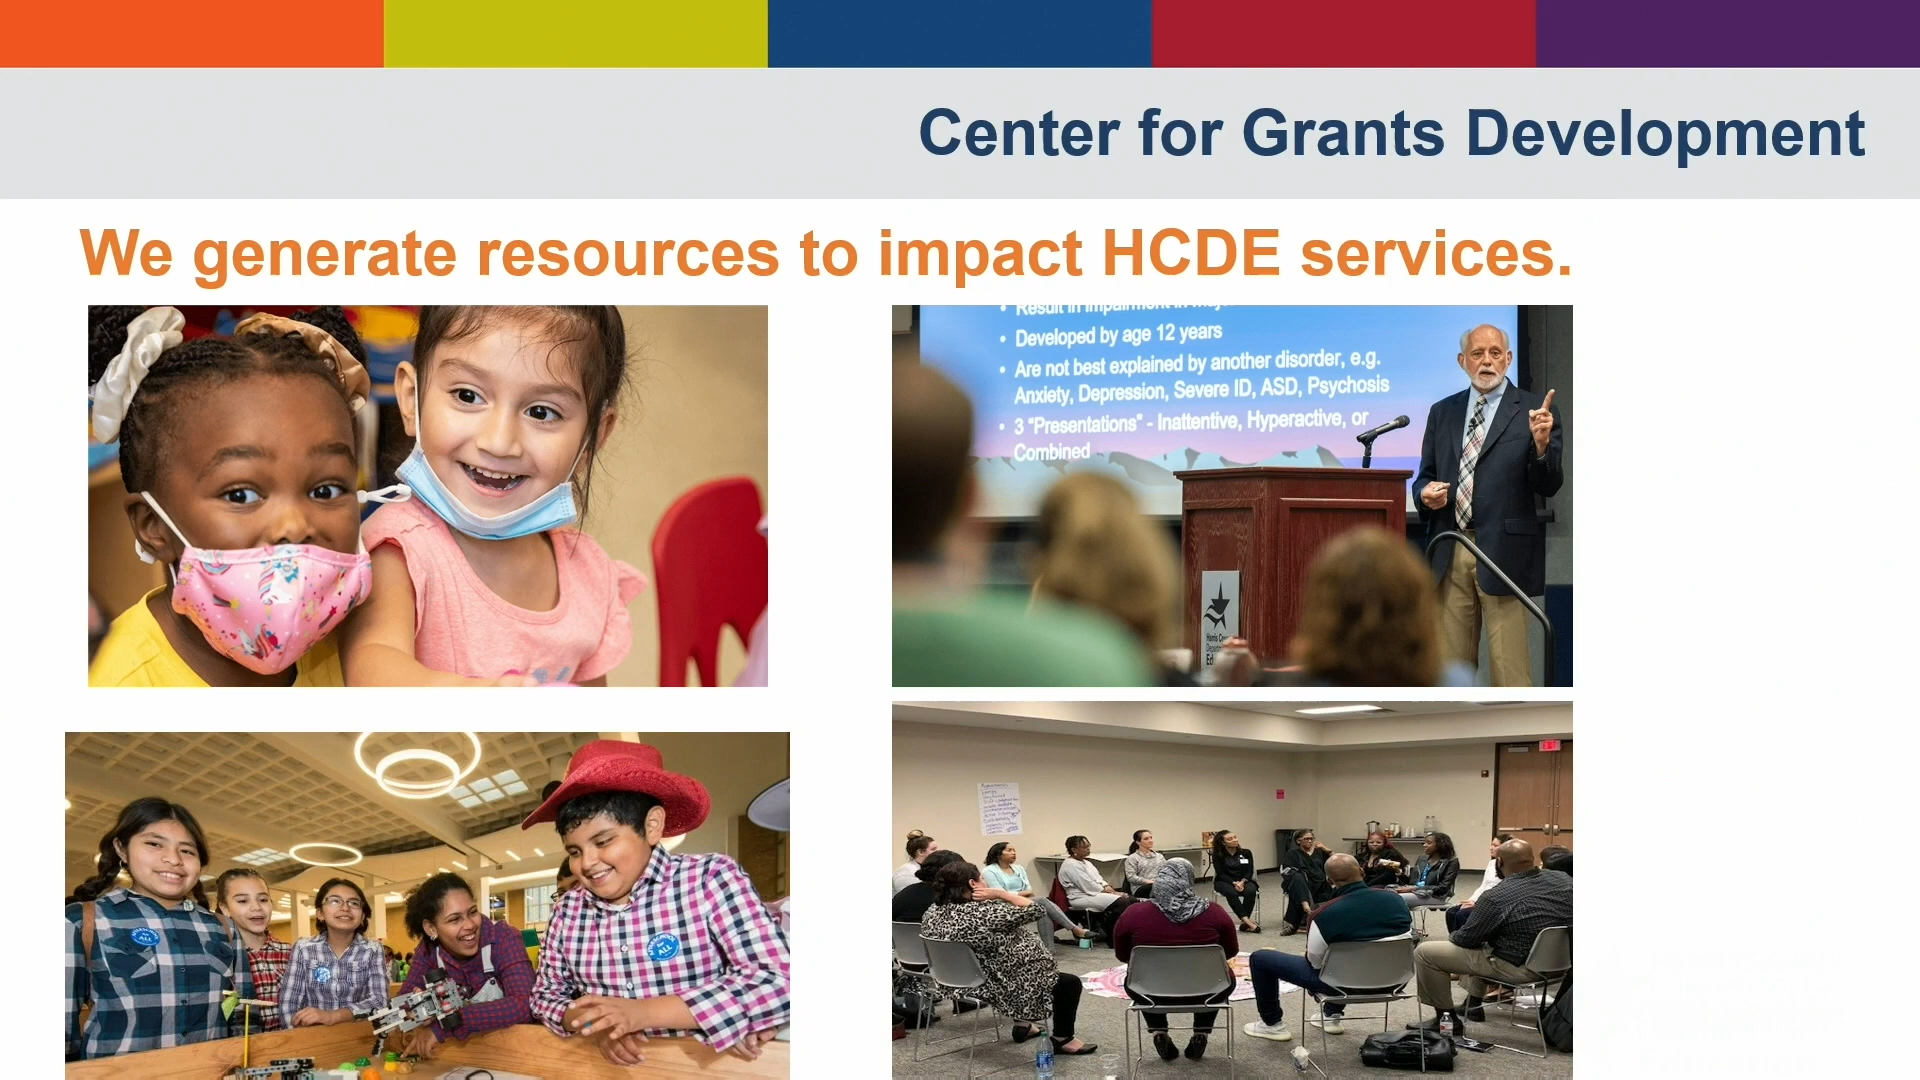 Center for Grants Development
We generate resources to impact HCDE services.
• Developed by age 12 years
• Are not best explained by another disorder, e.g.
Anxiety, Depression, Severe ID, ASD, Psychosis
• 3 "Presentations" - Inattentive, Hyperactive, or
Combined